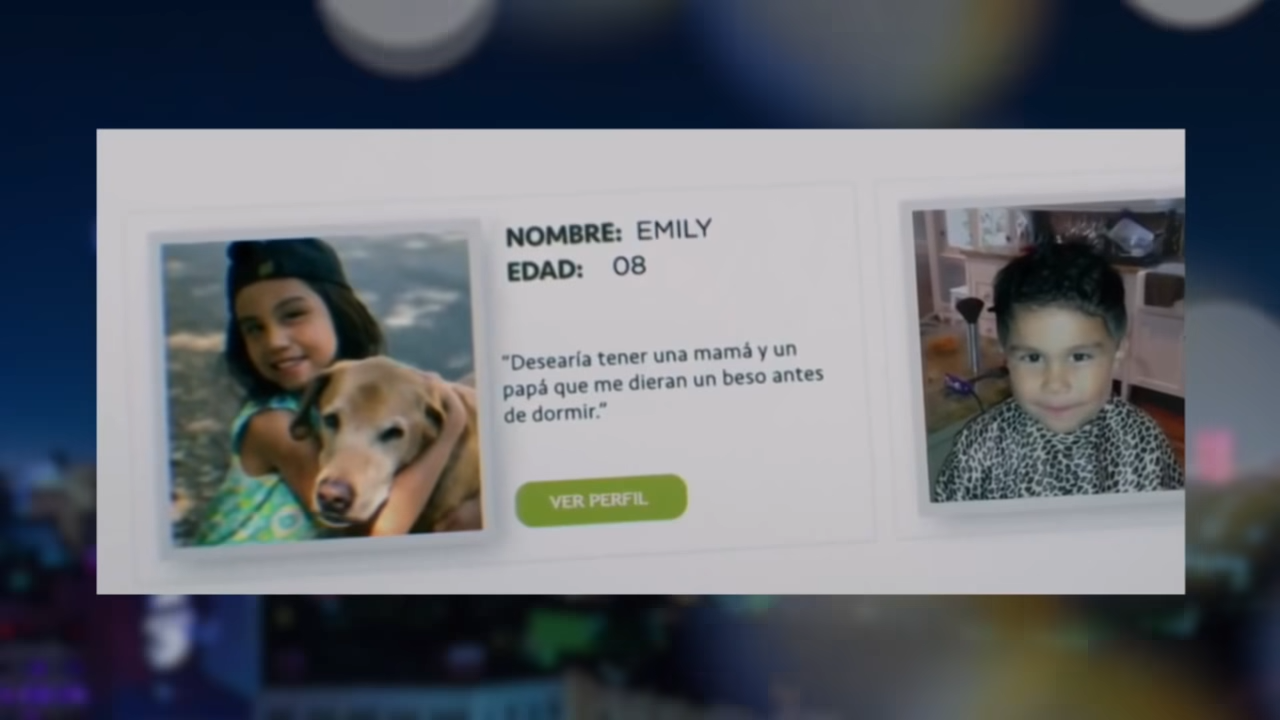 NOMBRE: EMILY
EDAD: 08
"Desearía tener una mamá y un
papá que me dieran un beso antes
de dormir."
VER PERFIL